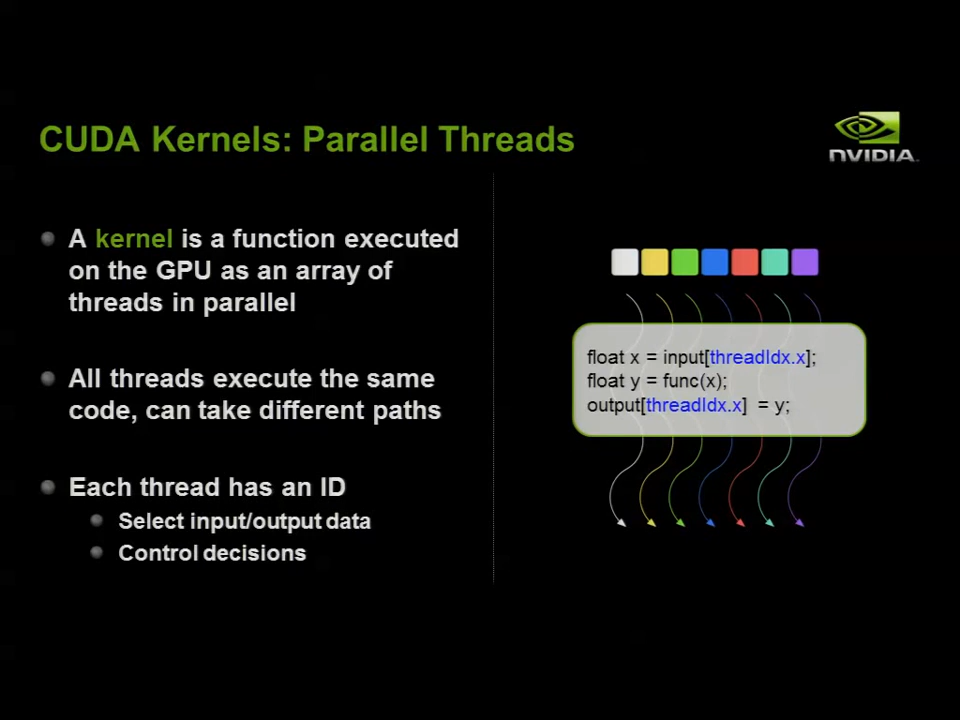 CUDA Kernels: Parallel Threads
NVIDIA
A kernel is a function executed
on the GPU as an array of
threads in parallel
All threads execute the same
code, can take different paths
Each thread has an ID
Select input/output data
Control decisions
float x = input[threadIdx.x];
float y = func(x);
output[threadIdx.x] = y;